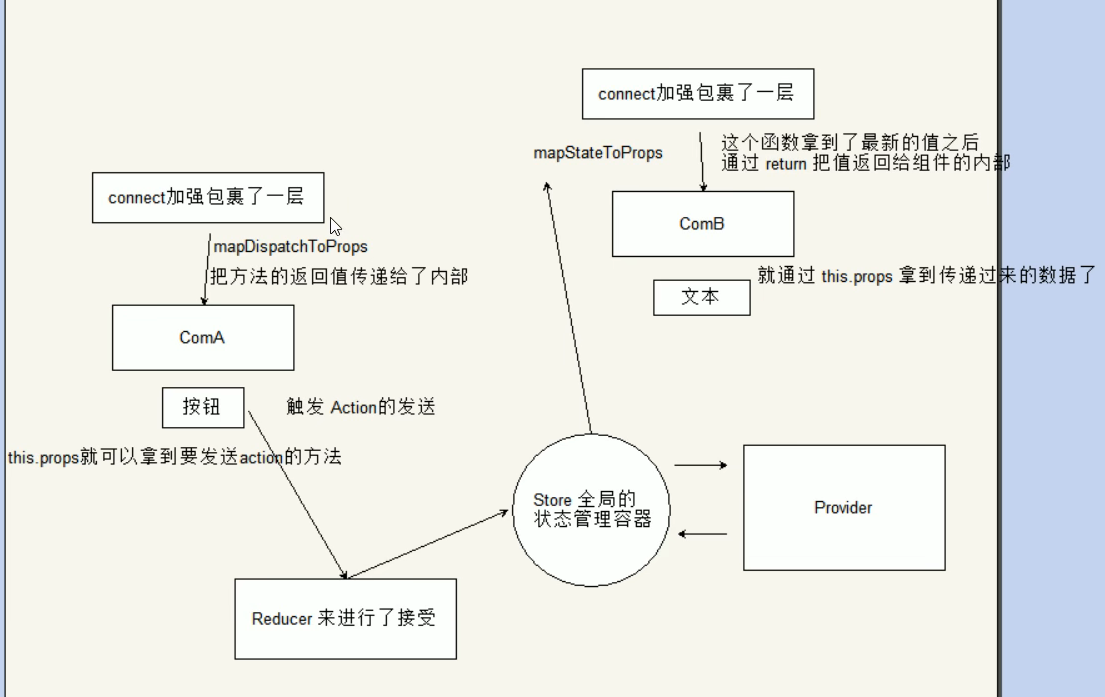 connect加强包裹了一层
mapStateToProps
这个函数拿到了最新的值之后
通过 return 把值返回给组件的内部
connect加强包裹了一层
ComB
mapDispatchToProps
把方法的返回值传递给了内部
就通过 this.props 拿到传递过来的数据了
文本
ComA
按钮
触发 Action的发送
this.props就可以拿到要发送action的方法
Store 全局的
状态管理容器
Provider
Reducer 来进行了接受